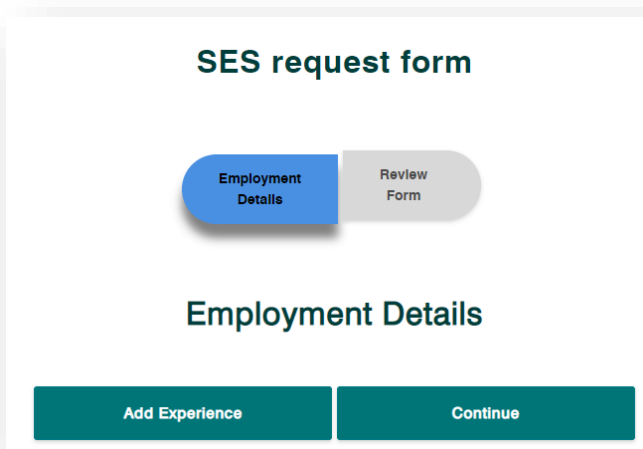 SES request form
Employment
Details
Review
Form
Employment Details
Add Experience
Continue